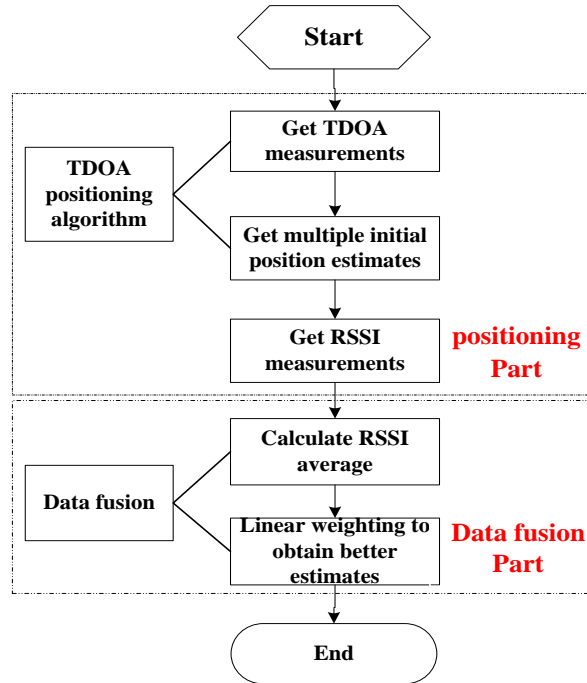 Start
Get TDOA
measurements
TDOA
positioning
algorithm
Get multiple initial
position estimates
Get RSSI
measurements
positioning
Part
Calculate RSSI
average
Data fusion
Linear weighting to
obtain better
estimates
Data fusion
Part
End